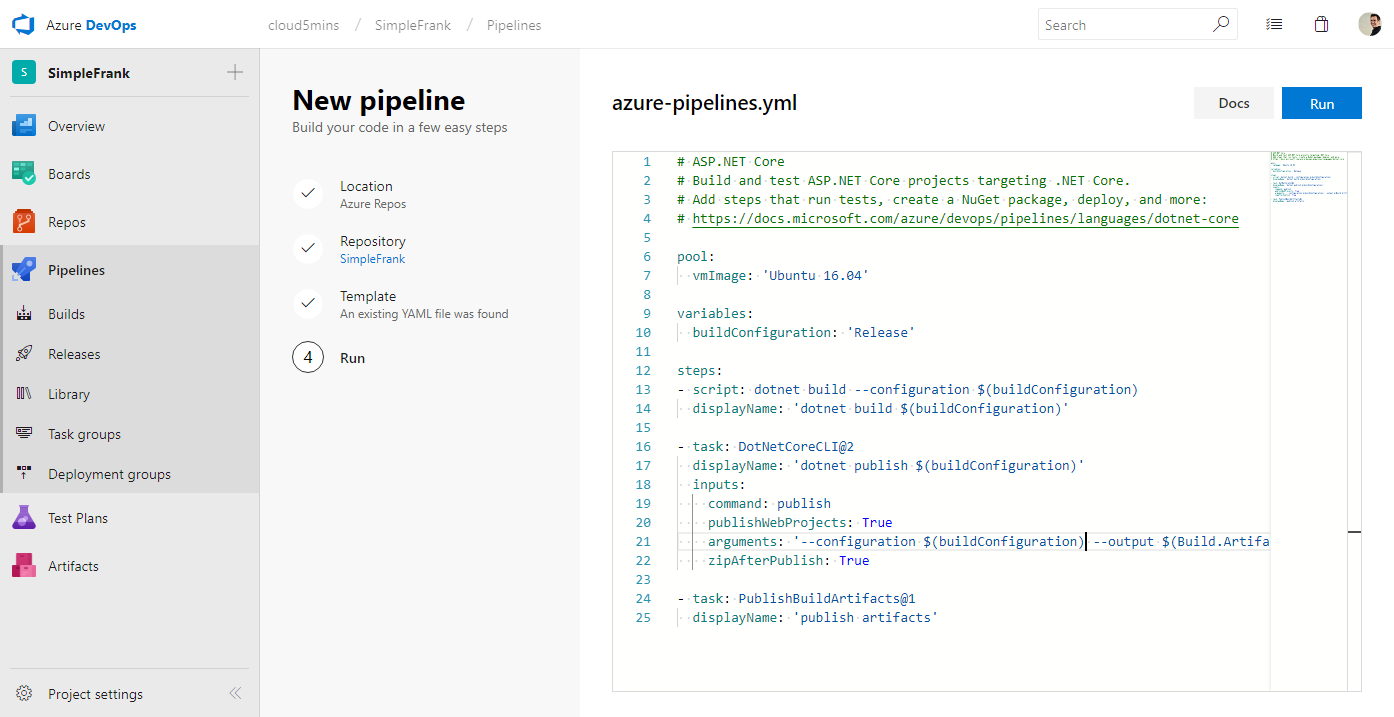 Azure DevOps
cloud5mins / SimpleFrank / Pipelines
Search
S SimpleFrank
Overview
Boards
Repos
Pipelines
Builds
Releases
Library
Task groups
Deployment groups
Test Plans
Artifacts
Project settings
New pipeline
Build your code in a few easy steps
Location
Azure Repos
Repository
SimpleFrank
Template
An existing YAML file was found
4 Run
azure-pipelines.yml
Docs
Run
1 # ASP.NET Core
2 # Build and test ASP.NET Core projects targeting .NET Core.
3 # Add steps that run tests, create a NuGet package, deploy, and more:
4 # https://docs.microsoft.com/azure/devops/pipelines/languages/dotnet-core
5
6 pool:
7   vmImage: 'Ubuntu 16.04'
8
9 variables:
10   buildConfiguration: 'Release'
11
12 steps:
13 - script: dotnet build --configuration $(buildConfiguration)
14   displayName: 'dotnet build $(buildConfiguration)'
15
16 - task: DotNetCoreCLI@2
17   displayName: 'dotnet publish $(buildConfiguration)'
18   inputs:
19     command: publish
20     publishWebProjects: True
21     arguments: '--configuration $(buildConfiguration) --output $(Build.Artifa
22     zipAfterPublish: True
23
24 - task: PublishBuildArtifacts@1
25   displayName: 'publish artifacts'